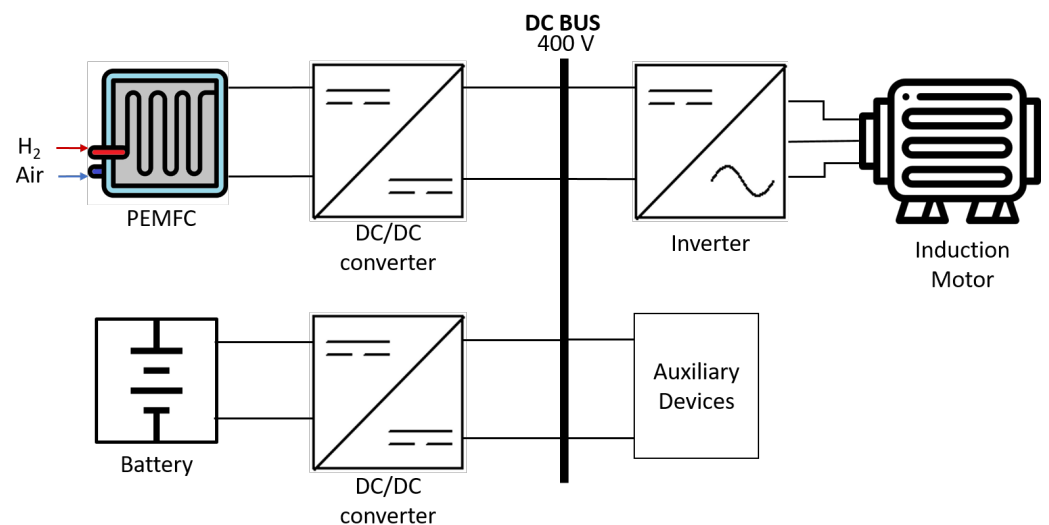 DC BUS
400 V
H₂
Air
PEMFC
DC/DC
converter
Inverter
Induction
Motor
Battery
DC/DC
converter
Auxiliary
Devices